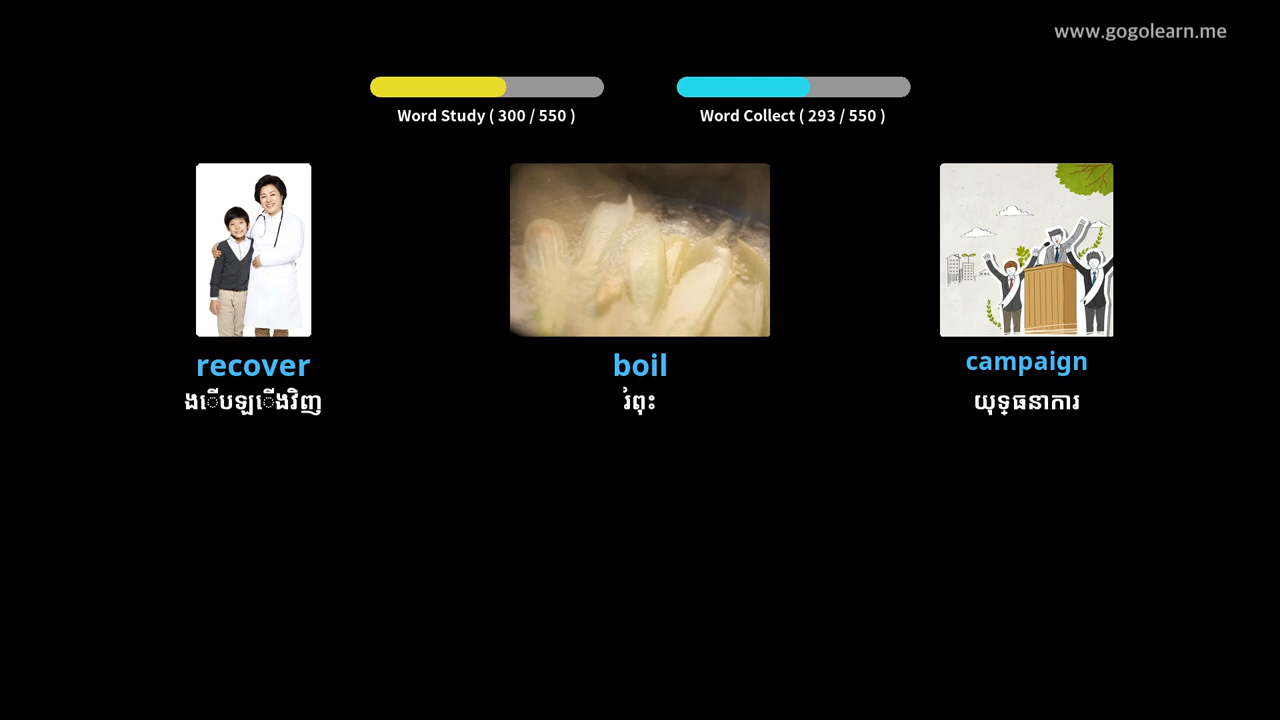 www.gogolearn.me
Word Study ( 300 / 550 )
Word Collect ( 293 / 550 )
recover
ងើបឡើងវិញ
boil
រំពុះ
campaign
យុទ្ធនាការ